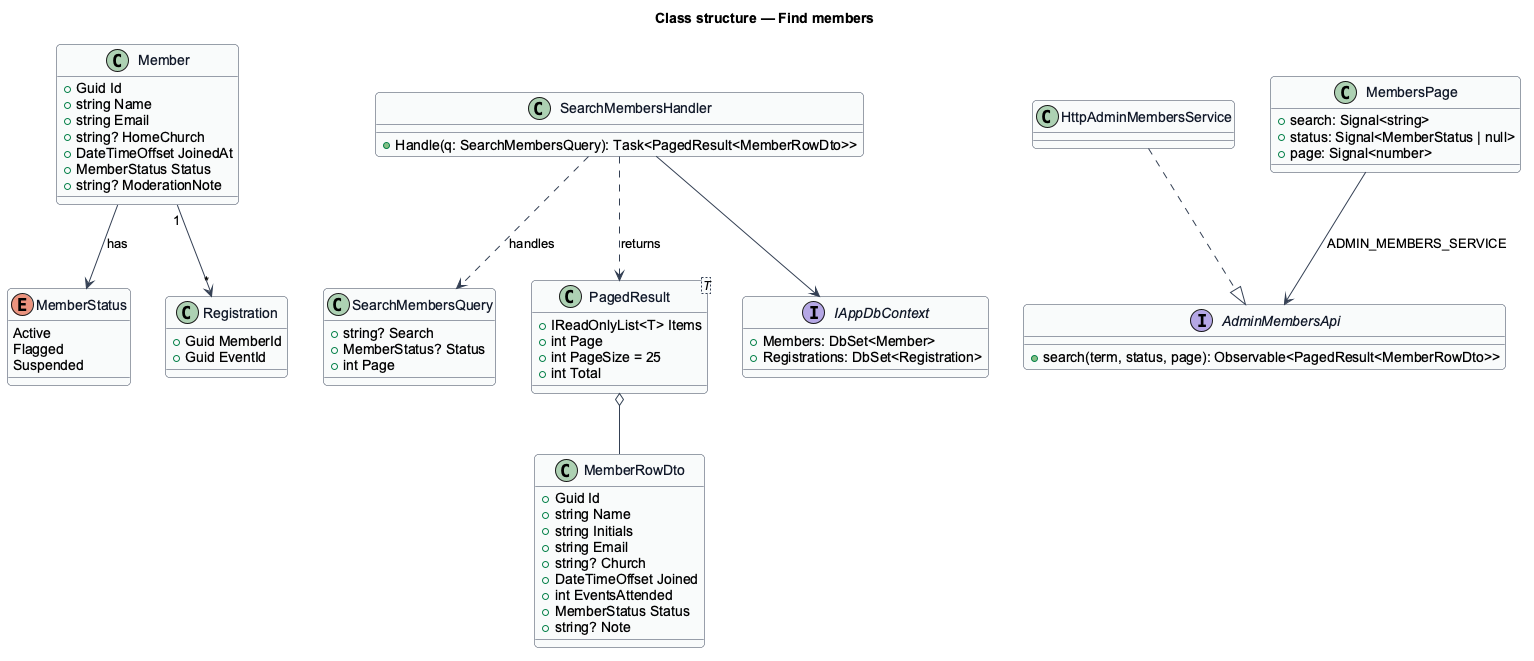 Class structure — Find members
C Member
Guid Id
string Name
string Email
string? HomeChurch
DateTimeOffset JoinedAt
MemberStatus Status
string? ModerationNote
C SearchMembersHandler
Handle(q: SearchMembersQuery): Task<PagedResult<MemberRowDto>>
C HttpAdminMembersService
C MembersPage
search: Signal<string>
status: Signal<MemberStatus | null>
page: Signal<number>
has
1
*
handles
returns
ADMIN_MEMBERS_SERVICE
E MemberStatus
Active
Flagged
Suspended
C Registration
Guid MemberId
Guid EventId
C SearchMembersQuery
string? Search
MemberStatus? Status
int Page
C PagedResult
T
IReadOnlyList<T> Items
int Page
int PageSize = 25
int Total
I IAppDbContext
Members: DbSet<Member>
Registrations: DbSet<Registration>
I AdminMembersApi
search(term, status, page): Observable<PagedResult<MemberRowDto>>
C MemberRowDto
Guid Id
string Name
string Initials
string Email
string? Church
DateTimeOffset Joined
int EventsAttended
MemberStatus Status
string? Note